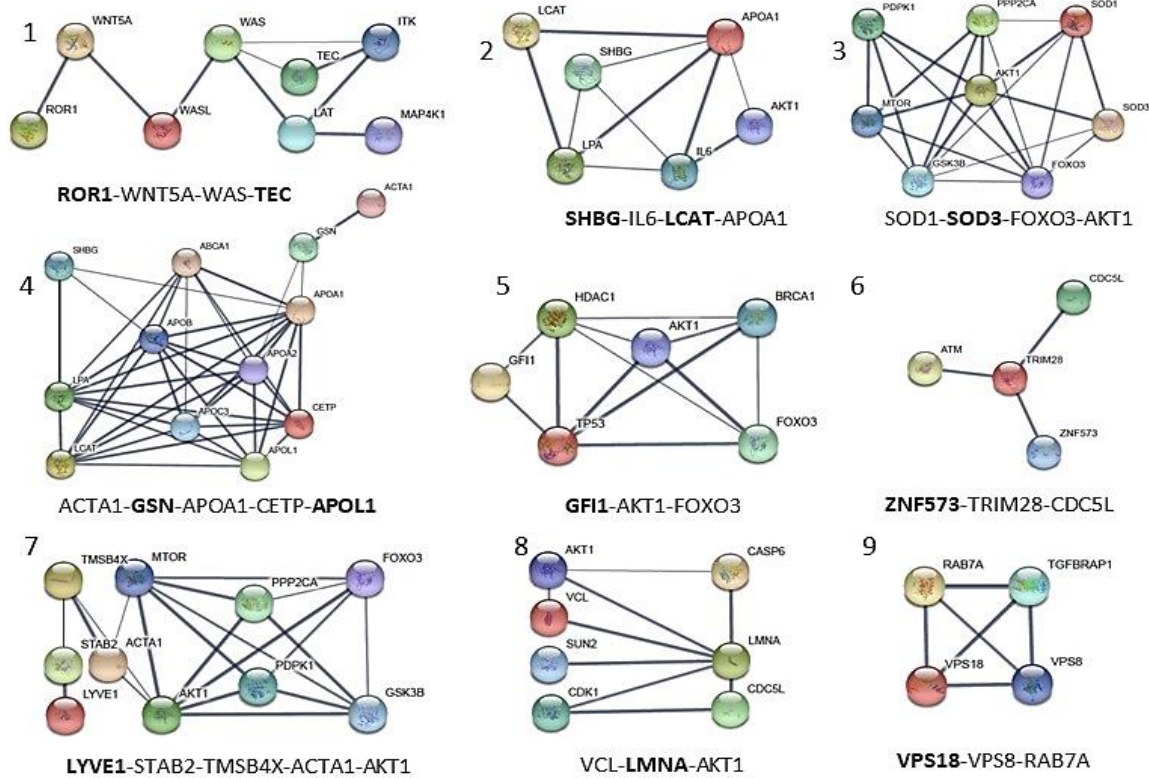 1
WNT5A
WAS
ITK
TEC
ROR1
WASL
LAT
MAP4K1
ROR1-WNT5A-WAS-TEC
2
LCAT
APOA1
SHBG
AKT1
LPA
IL6
SHBG-IL6-LCAT-APOA1
3
PDPK1
PPP2CA
SOD1
AKT1
MTOR
SOD3
GSK3B
FOXO3
SOD1-SOD3-FOXO3-AKT1
4
ACTA1
GSN
SHBG
ABCA1
APOA1
APOB
APOA2
LPA
APOC3
CETP
LCAT
APOL1
ACTA1-GSN-APOA1-CETP-APOL1
5
HDAC1
BRCA1
AKT1
GFI1
TP53
FOXO3
GFI1-AKT1-FOXO3
6
CDC5L
ATM
TRIM28
ZNF573
ZNF573-TRIM28-CDC5L
7
TMSB4X
MTOR
FOXO3
PPP2CA
STAB2
ACTA1
PDPK1
LYVE1
AKT1
GSK3B
LYVE1-STAB2-TMSB4X-ACTA1-AKT1
8
AKT1
CASP6
VCL
SUN2
LMNA
CDK1
CDC5L
VCL-LMNA-AKT1
9
RAB7A
TGFBRAP1
VPS18
VPS8
VPS18-VPS8-RAB7A